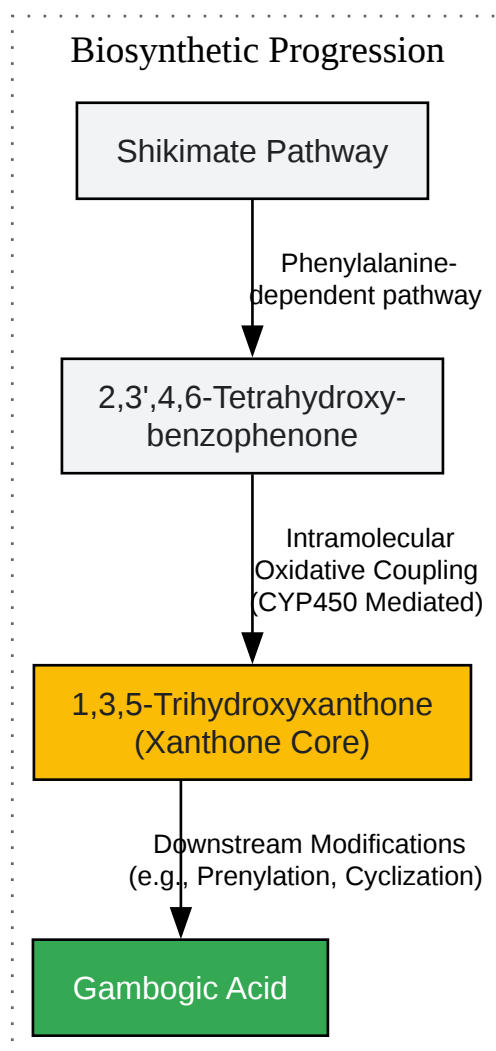 Biosynthetic Progression
Shikimate Pathway
Phenylalanine-
dependent pathway
2,3',4,6-Tetrahydroxy-
benzophenone
Intramolecular
Oxidative Coupling
(CYP450 Mediated)
1,3,5-Trihydroxyxanthone
(Xanthone Core)
Downstream Modifications
(e.g., Prenylation, Cyclization)
Gambogic Acid